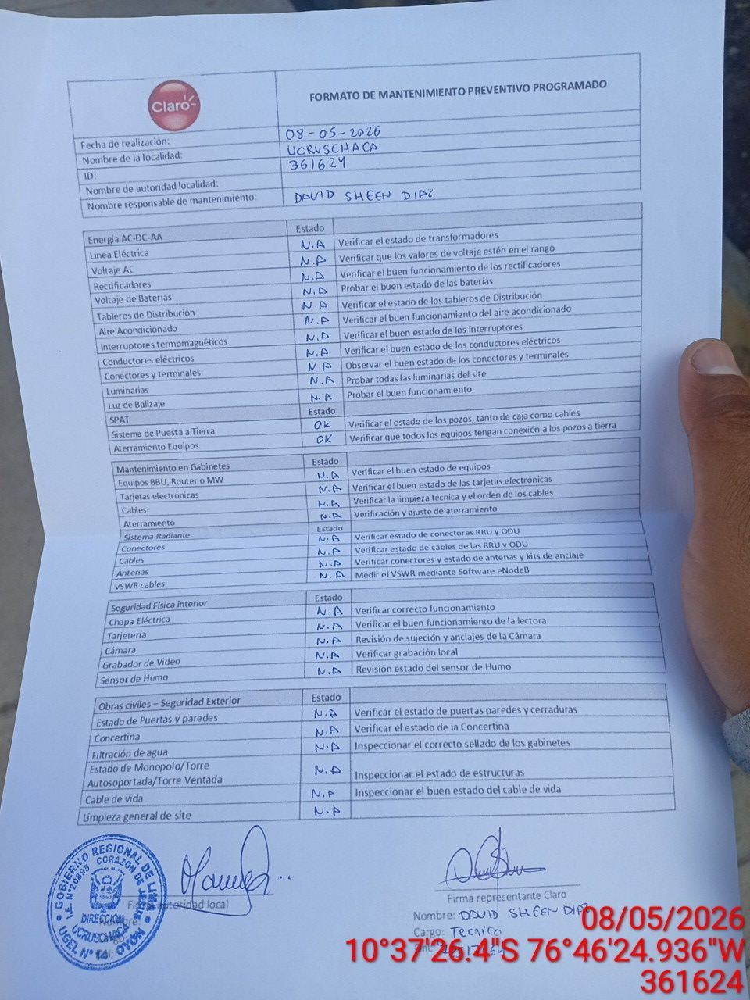 Claro
FORMATO DE MANTENIMIENTO PREVENTIVO PROGRAMADO
Fecha de realización: 08-05-2026
Nombre de la localidad: UCRUSCHACA
ID: 361624
Nombre de autoridad localidad:
Nombre responsable de mantenimiento: DAVID SHEEN DIAZ
Energía AC-DC-AA Estado
Línea Eléctrica N.A Verificar el estado de transformadores
Voltaje AC N.A Verificar que los valores de voltaje estén en el rango
Rectificadores N.A Verificar el buen funcionamiento de los rectificadores
Voltaje de Baterías N.A Probar el buen estado de las baterías
Tableros de Distribución N.A Verificar el estado de los tableros de Distribución
Aire Acondicionado N.A Verificar el buen funcionamiento del aire acondicionado
Interruptores termomagnéticos N.A Verificar el buen estado de los interruptores
Conductores eléctricos N.A Verificar el buen estado de los conductores eléctricos
Conectores y terminales N.A Observar el buen estado de los conectores y terminales
Luminarias N.A Probar todas las luminarias del site
Luz de Balizaje N.A Probar el buen funcionamiento
SPAT Estado
Sistema de Puesta a Tierra OK Verificar el estado de los pozos, tanto de caja como cables
Aterramiento Equipos OK Verificar que todos los equipos tengan conexión a los pozos a tierra
Mantenimiento en Gabinetes Estado
Equipos BBU, Router o MW N.A Verificar el buen estado de equipos
Tarjetas electrónicas N.A Verificar el buen estado de las tarjetas electrónicas
Cables N.A Verificar la limpieza técnica y el orden de los cables
Aterramiento N.A Verificación y ajuste de aterramiento
Sistema Radiante Estado
Conectores N.A Verificar estado de conectores RRU y ODU
Cables N.A Verificar estado de cables de las RRU y ODU
Antenas N.A Verificar conectores y estado de antenas y kits de anclaje
VSWR cables N.A Medir el VSWR mediante Software eNodeB
Seguridad Física interior Estado
Chapa Eléctrica N.A Verificar correcto funcionamiento
Tarjetería N.A Verificar el buen funcionamiento de la lectora
Cámara N.A Revisión de sujeción y anclajes de la Cámara
Grabador de Video N.A Verificar grabación local
Sensor de Humo N.A Revisión estado del sensor de Humo
Obras civiles – Seguridad Exterior Estado
Estado de Puertas y paredes N.A Verificar el estado de puertas paredes y cerraduras
Concertina N.A Verificar el estado de la Concertina
Filtración de agua N.A Inspeccionar el correcto sellado de los gabinetes
Estado de Monopolo/Torre
Autosoportada/Torre Ventada N.A Inspeccionar el estado de estructuras
Cable de vida N.A Inspeccionar el buen estado del cable de vida
Limpieza general de site N.A
GOBIERNO REGIONAL DE LIMA
I.E. N°20895 CORAZON DE JESUS
DIRECCIÓN
UCRUSCHACA
UGEL N° 14 OYÓN
autoridad local
Firma representante Claro
Nombre: DAVID SHEEN DIAZ
Cargo: Tecnico
08/05/2026
10°37'26.4"S 76°46'24.936"W
361624